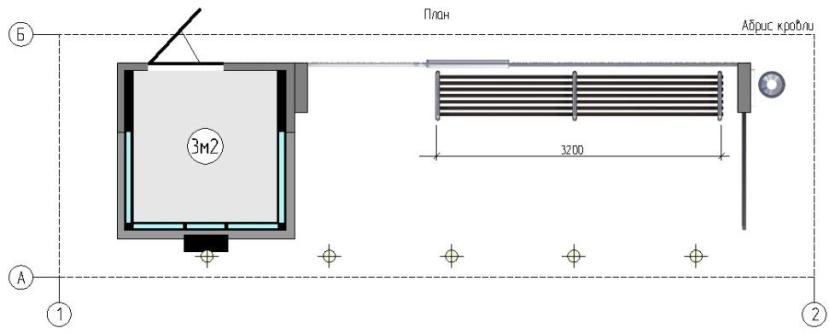 План
Абрис кровли
Б
3м2
3200
А
1
2